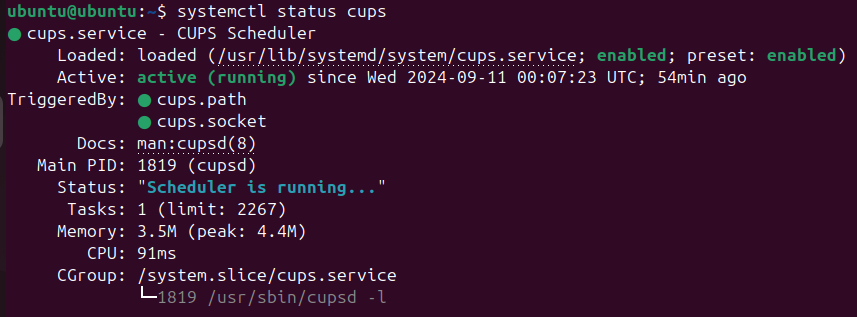 ubuntu@ubuntu:~$ systemctl status cups
● cups.service - CUPS Scheduler
Loaded: loaded (/usr/lib/systemd/system/cups.service; enabled; preset: enabled)
Active: active (running) since Wed 2024-09-11 00:07:23 UTC; 54min ago
TriggeredBy: ● cups.path
● cups.socket
Docs: man:cupsd(8)
Main PID: 1819 (cupsd)
Status: "Scheduler is running..."
Tasks: 1 (limit: 2267)
Memory: 3.5M (peak: 4.4M)
CPU: 91ms
CGroup: /system.slice/cups.service
└─1819 /usr/sbin/cupsd -l